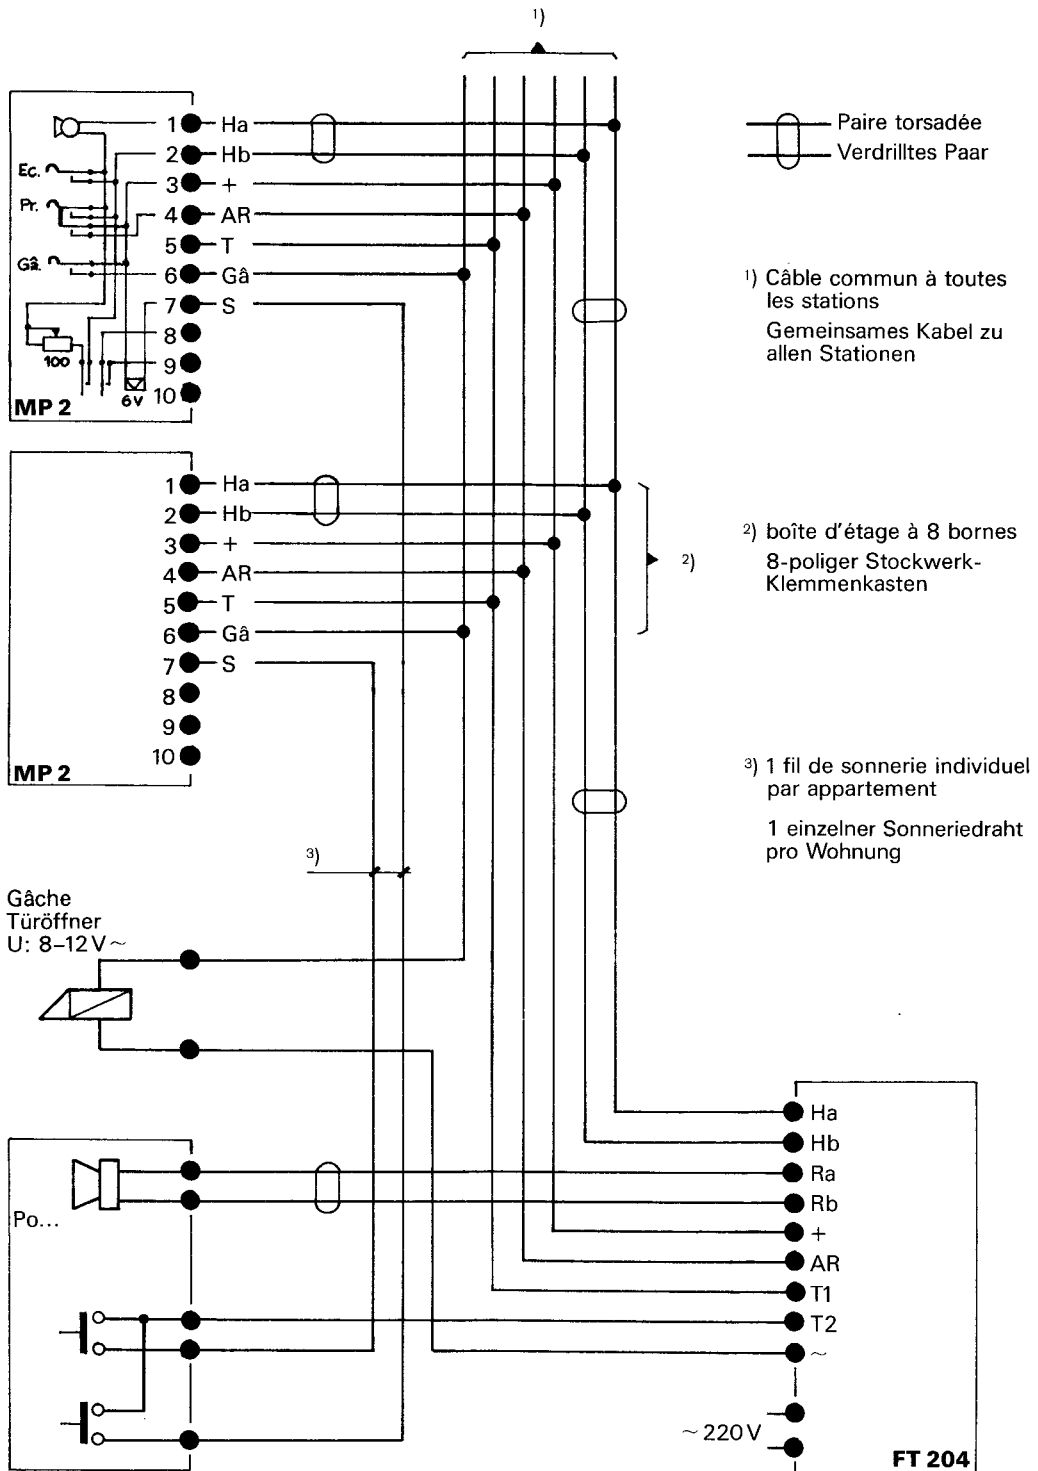 1)
1 Ha
2 Hb
Ec.
3 +
Pr.
4 AR
5 T
Gâ.
6 Gâ
7 S
8
100
9
6V
10
MP 2
Paire torsadée
Verdrilltes Paar
1) Câble commun à toutes
les stations
Gemeinsames Kabel zu
allen Stationen
1 Ha
2 Hb
3 +
4 AR
5 T
6 Gâ
7 S
8
9
10
MP 2
2)
2) boîte d'étage à 8 bornes
8-poliger Stockwerk-
Klemmenkasten
3) 1 fil de sonnerie individuel
par appartement
1 einzelner Sonneriedraht
pro Wohnung
3)
Gâche
Türöffner
U: 8–12 V ~
Po...
Ha
Hb
Ra
Rb
+
AR
T1
T2
~
~ 220 V
FT 204